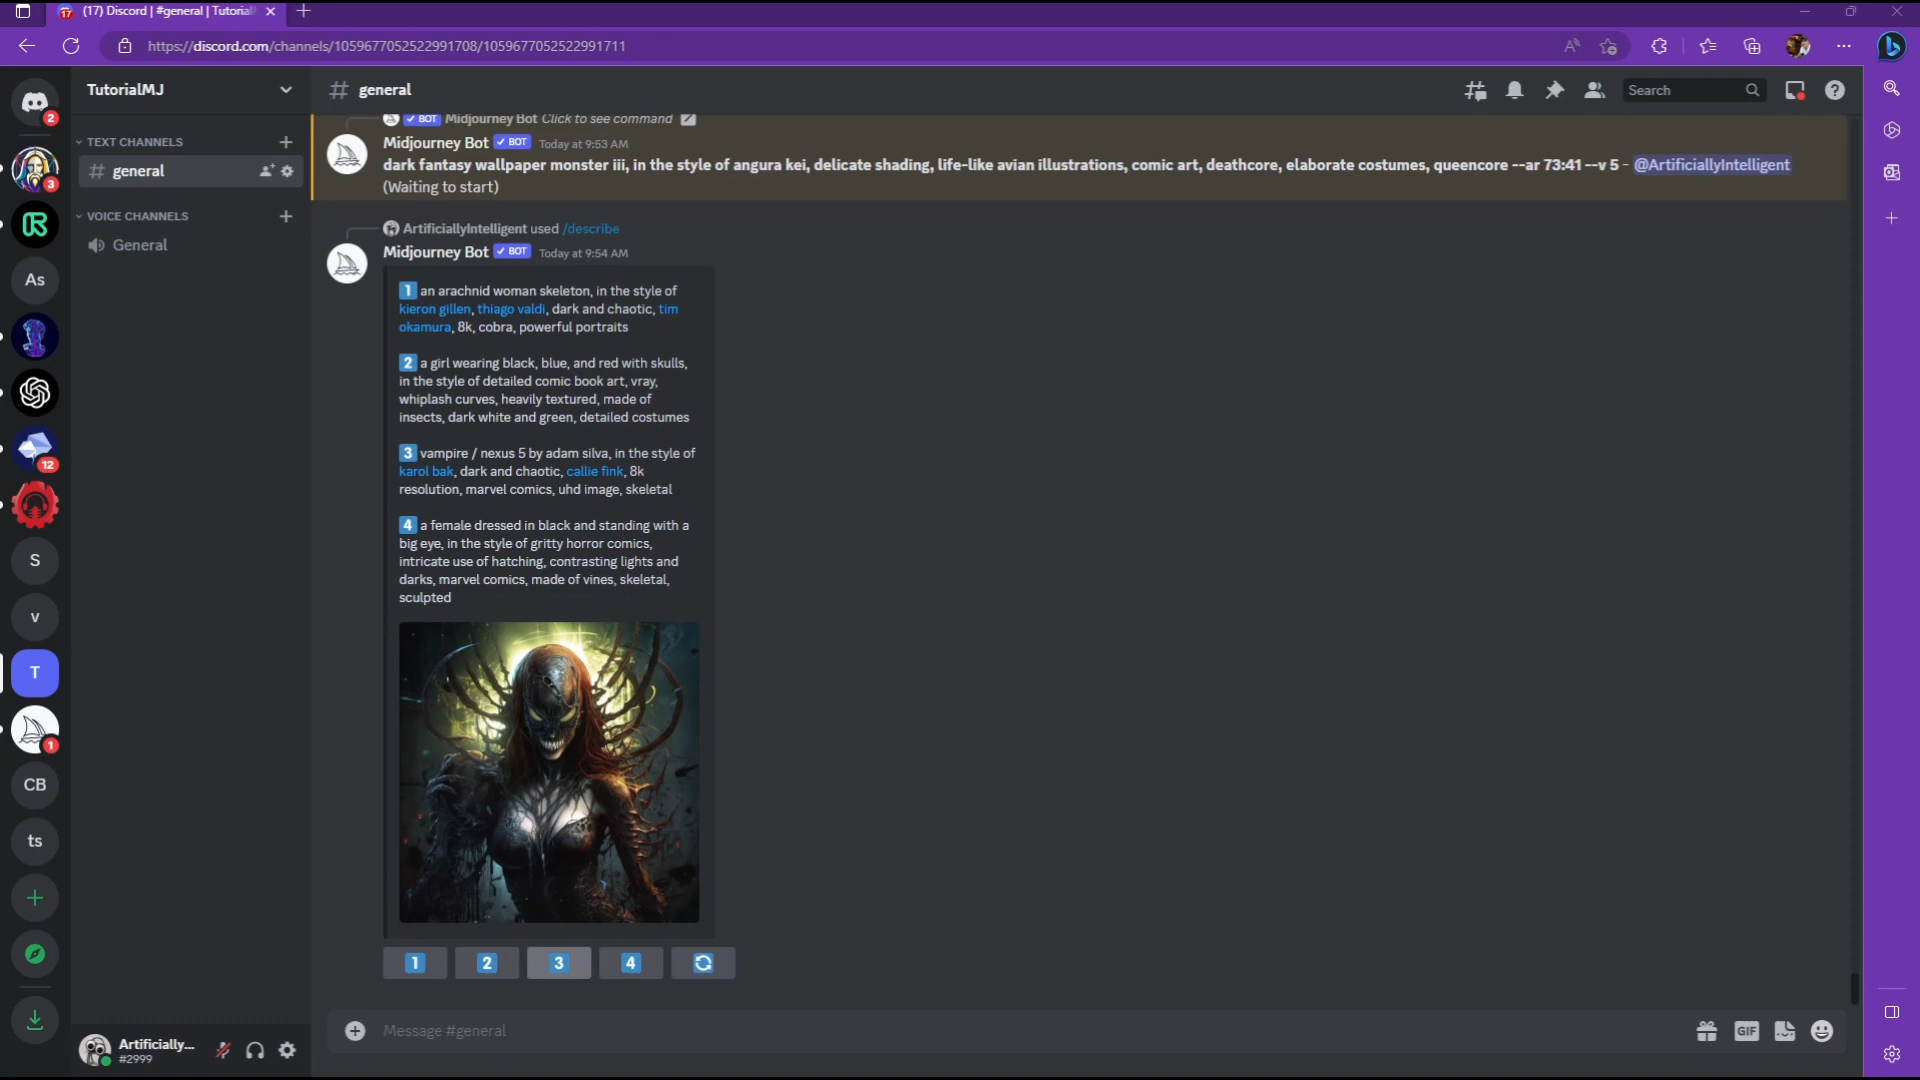 (17) Discord | #general | Tutorial
https://discord.com/channels/1059677052522991708/1059677052522991711
TutorialMJ
general
Search
2
TEXT CHANNELS
general
VOICE CHANNELS
General
3
As
12
S
v
T
1
CB
ts
BOT Midjourney Bot Click to see command
Midjourney Bot BOT Today at 9:53 AM
dark fantasy wallpaper monster iii, in the style of angura kei, delicate shading, life-like avian illustrations, comic art, deathcore, elaborate costumes, queencore --ar 73:41 --v 5 - @ArtificiallyIntelligent
(Waiting to start)
ArtificiallyIntelligent used /describe
Midjourney Bot BOT Today at 9:54 AM
1 an arachnid woman skeleton, in the style of
kieron gillen, thiago valdi, dark and chaotic, tim
okamura, 8k, cobra, powerful portraits
2 a girl wearing black, blue, and red with skulls,
in the style of detailed comic book art, vray,
whiplash curves, heavily textured, made of
insects, dark white and green, detailed costumes
3 vampire / nexus 5 by adam silva, in the style of
karol bak, dark and chaotic, callie fink, 8k
resolution, marvel comics, uhd image, skeletal
4 a female dressed in black and standing with a
big eye, in the style of gritty horror comics,
intricate use of hatching, contrasting lights and
darks, marvel comics, made of vines, skeletal,
sculpted
1 2 3 4
Message #general
GIF
Artificially...
#2999